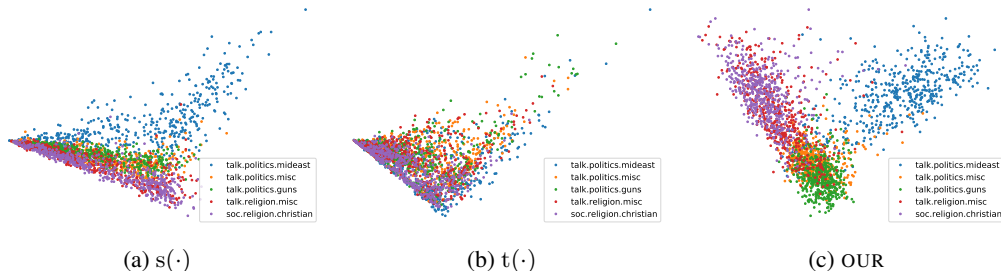 talk.politics.mideast
talk.politics.misc
talk.politics.guns
talk.religion.misc
soc.religion.christian
talk.politics.mideast
talk.politics.misc
talk.politics.guns
talk.religion.misc
soc.religion.christian
talk.politics.mideast
talk.politics.misc
talk.politics.guns
talk.religion.misc
soc.religion.christian
(a) s(·)
(b) t(·)
(c) OUR